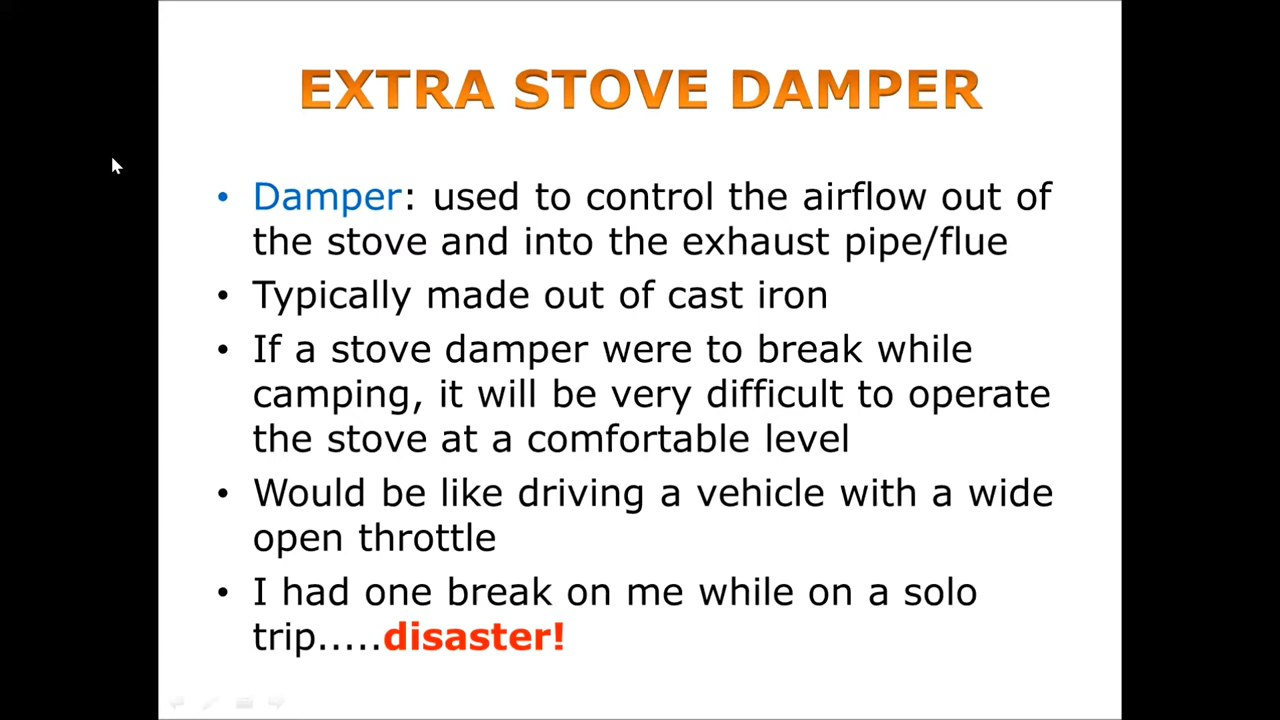 EXTRA STOVE DAMPER
• Damper: used to control the airflow out of
the stove and into the exhaust pipe/flue
• Typically made out of cast iron
• If a stove damper were to break while
camping, it will be very difficult to operate
the stove at a comfortable level
• Would be like driving a vehicle with a wide
open throttle
• I had one break on me while on a solo
trip.....disaster!